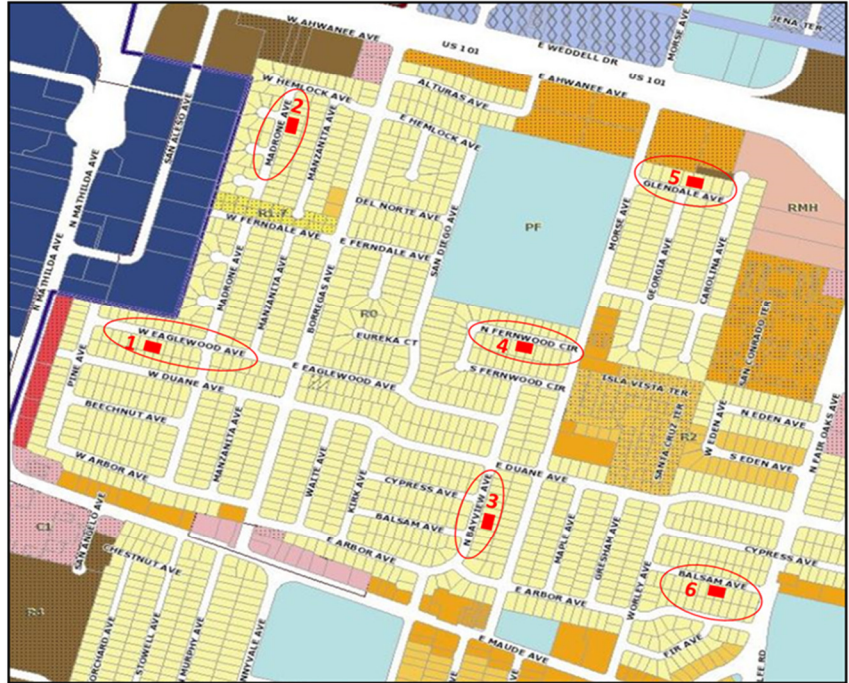 W AHWANEE AVE
US 101
E WEDDELL DR
MORSE AVE
JENA TER
US 101
W HEMLOCK AVE
ALTURAS AVE
E AHWANEE AVE
2
MADRONE AVE
MANZANITA AVE
SAN ALESO AVE
E HEMLOCK AVE
N MATHILDA AVE
5
GLENDALE AVE
RMH
R1.7
DEL NORTE AVE
W FERNDALE AVE
PF
MORSE AVE
SAN DIEGO AVE
E FERNDALE AVE
N MATHILDA AVE
MADRONE AVE
MANZANITA AVE
BORREGAS AVE
GEORGIA AVE
CAROLINA AVE
R0
1
W EAGLEWOOD AVE
EUREKA CT
4
N FERNWOOD CIR
SAN CONRADO TER
PINE AVE
W DUANE AVE
E EAGLEWOOD AVE
S FERNWOOD CIR
ISLA VISTA TER
BEECHNUT AVE
MANZANITA AVE
SANTA CRUZ TER
R2
W EDEN AVE
N EDEN AVE
S EDEN AVE
N FAIR OAKS AVE
W ARBOR AVE
WAITE AVE
KIRK AVE
CYPRESS AVE
E DUANE AVE
3
N BAYVIEW AVE
BALSAM AVE
C1
SAN ANGELO AVE
E ARBOR AVE
MAPLE AVE
GRESHAM AVE
CYPRESS AVE
CHESTNUT AVE
BALSAM AVE
6
WORLEY AVE
E ARBOR AVE
ORCHARD AVE
STOWELL AVE
N MURPHY AVE
E MAUDE AVE
FIR AVE